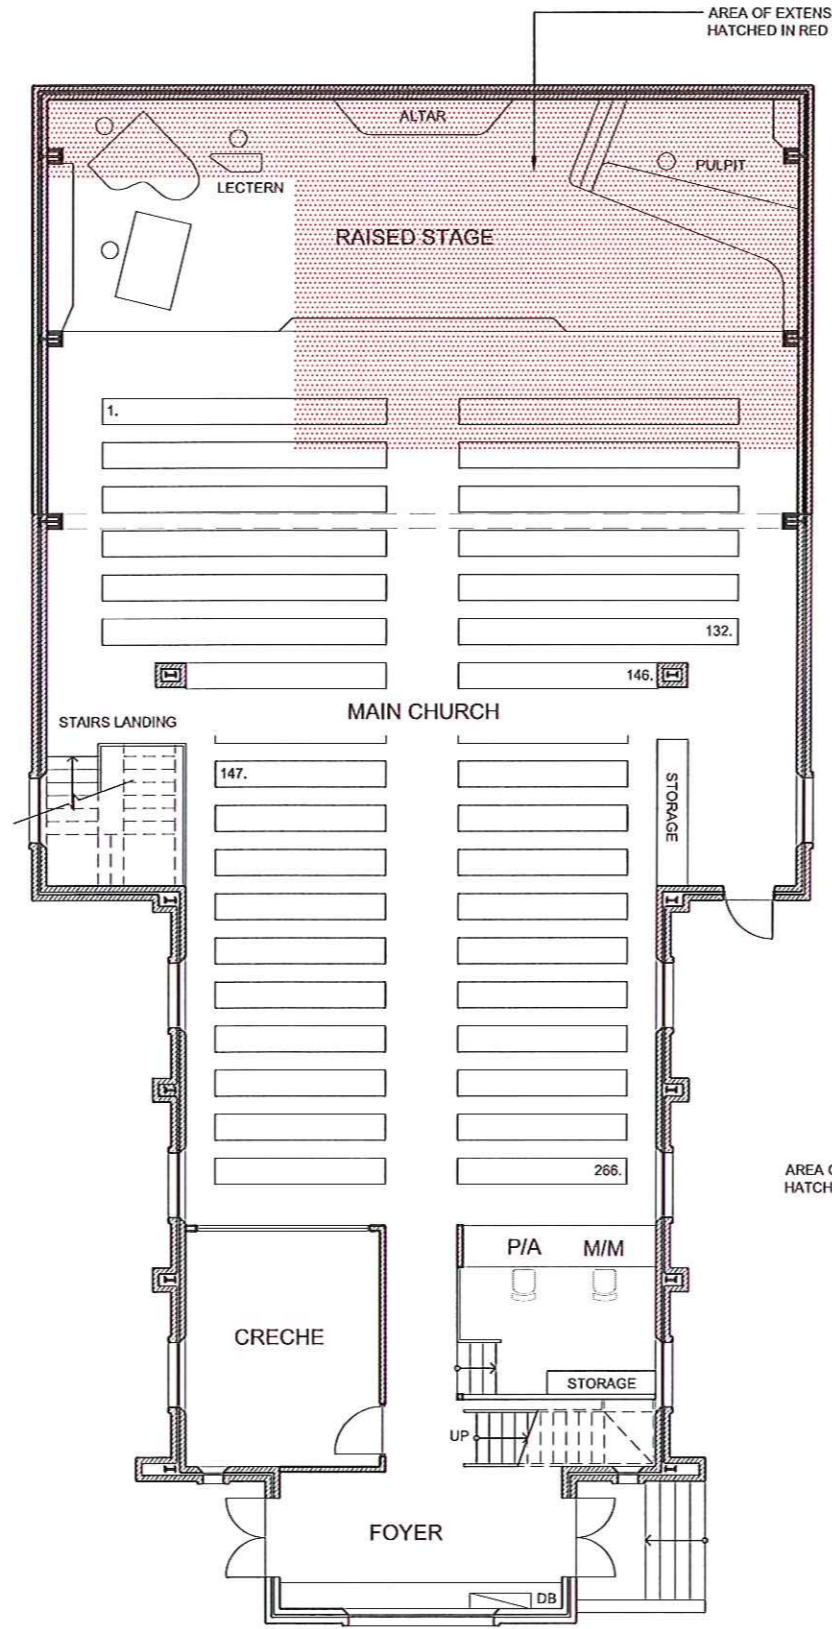 AREA OF EXTENS
HATCHED IN RED
ALTAR
LECTERN
PULPIT
RAISED STAGE
1.
132.
146.
MAIN CHURCH
STAIRS LANDING
147.
STORAGE
266.
AREA
HATCH
P/A M/M
CRECHE
STORAGE
UP
FOYER
DB